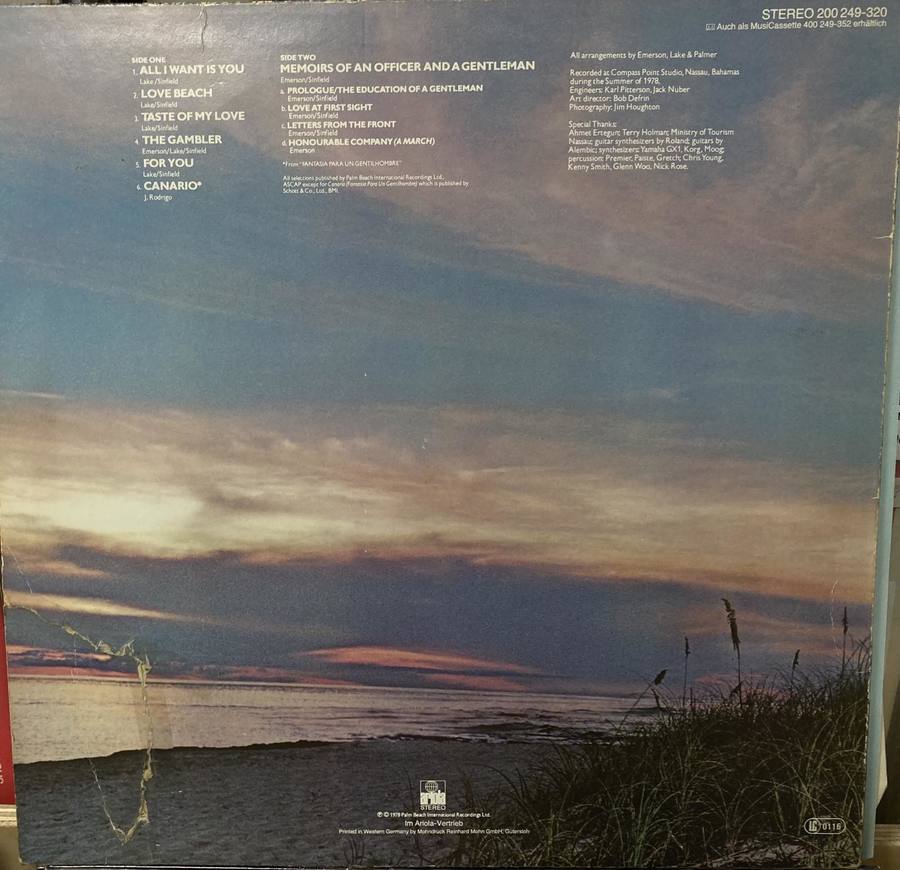 STEREO 200 249-320
Auch als MusiCassette 400 249-352 erhältlich
SIDE ONE
1. ALL I WANT IS YOU
Lake/Sinfield
2. LOVE BEACH
Lake/Sinfield
3. TASTE OF MY LOVE
Lake/Sinfield
4. THE GAMBLER
Emerson/Lake/Sinfield
5. FOR YOU
Lake/Sinfield
6. CANARIO*
J. Rodrigo
SIDE TWO
MEMOIRS OF AN OFFICER AND A GENTLEMAN
Emerson/Sinfield
a. PROLOGUE/THE EDUCATION OF A GENTLEMAN
Emerson/Sinfield
b. LOVE AT FIRST SIGHT
Emerson/Sinfield
c. LETTERS FROM THE FRONT
Emerson/Sinfield
d. HONOURABLE COMPANY (A MARCH)
Emerson
*From "FANTASIA PARA UN GENTILHOMBRE"
All selections published by Palm Beach International Recordings Ltd.,
ASCAP except for Canario (Fantasia Para Un Gentilhombre) which is published by
Schott & Co., Ltd., BMI.
All arrangements by Emerson, Lake & Palmer
Recorded at Compass Point Studio, Nassau, Bahamas
during the Summer of 1978.
Engineers: Karl Pitterson, Jack Nuber
Art director: Bob Defrin
Photography: Jim Houghton
Special Thanks:
Ahmet Ertegun; Terry Holman; Ministry of Tourism
Nassau; guitar synthesizers by Roland; guitars by
Alembic; synthesizers: Yamaha GX1, Korg, Moog;
percussion: Premier, Paiste, Gretch; Chris Young,
Kenny Smith, Glenn Woo, Nick Rose.
ariola
STEREO
℗ © 1978 Palm Beach International Recordings Ltd.
Im Ariola-Vertrieb
Printed in Western Germany by Mohndruck Reinhard Mohn GmbH, Gütersloh
LC 0116